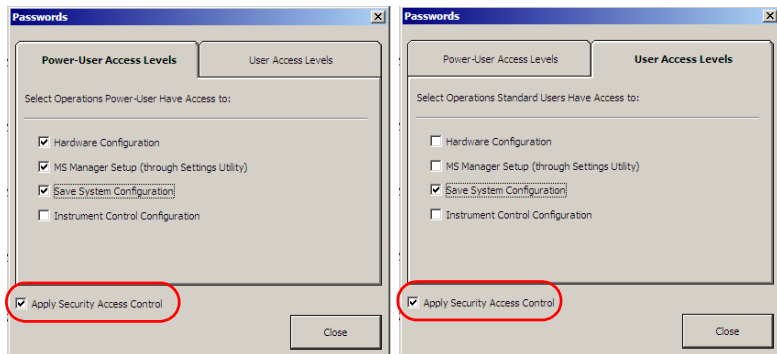 Passwords
Power-User Access Levels
User Access Levels
Select Operations Power-User Have Access to:
Hardware Configuration
MS Manager Setup (through Settings Utility)
Save System Configuration
Instrument Control Configuration
Apply Security Access Control
Close
Passwords
Power-User Access Levels
User Access Levels
Select Operations Standard Users Have Access to:
Hardware Configuration
MS Manager Setup (through Settings Utility)
Save System Configuration
Instrument Control Configuration
Apply Security Access Control
Close